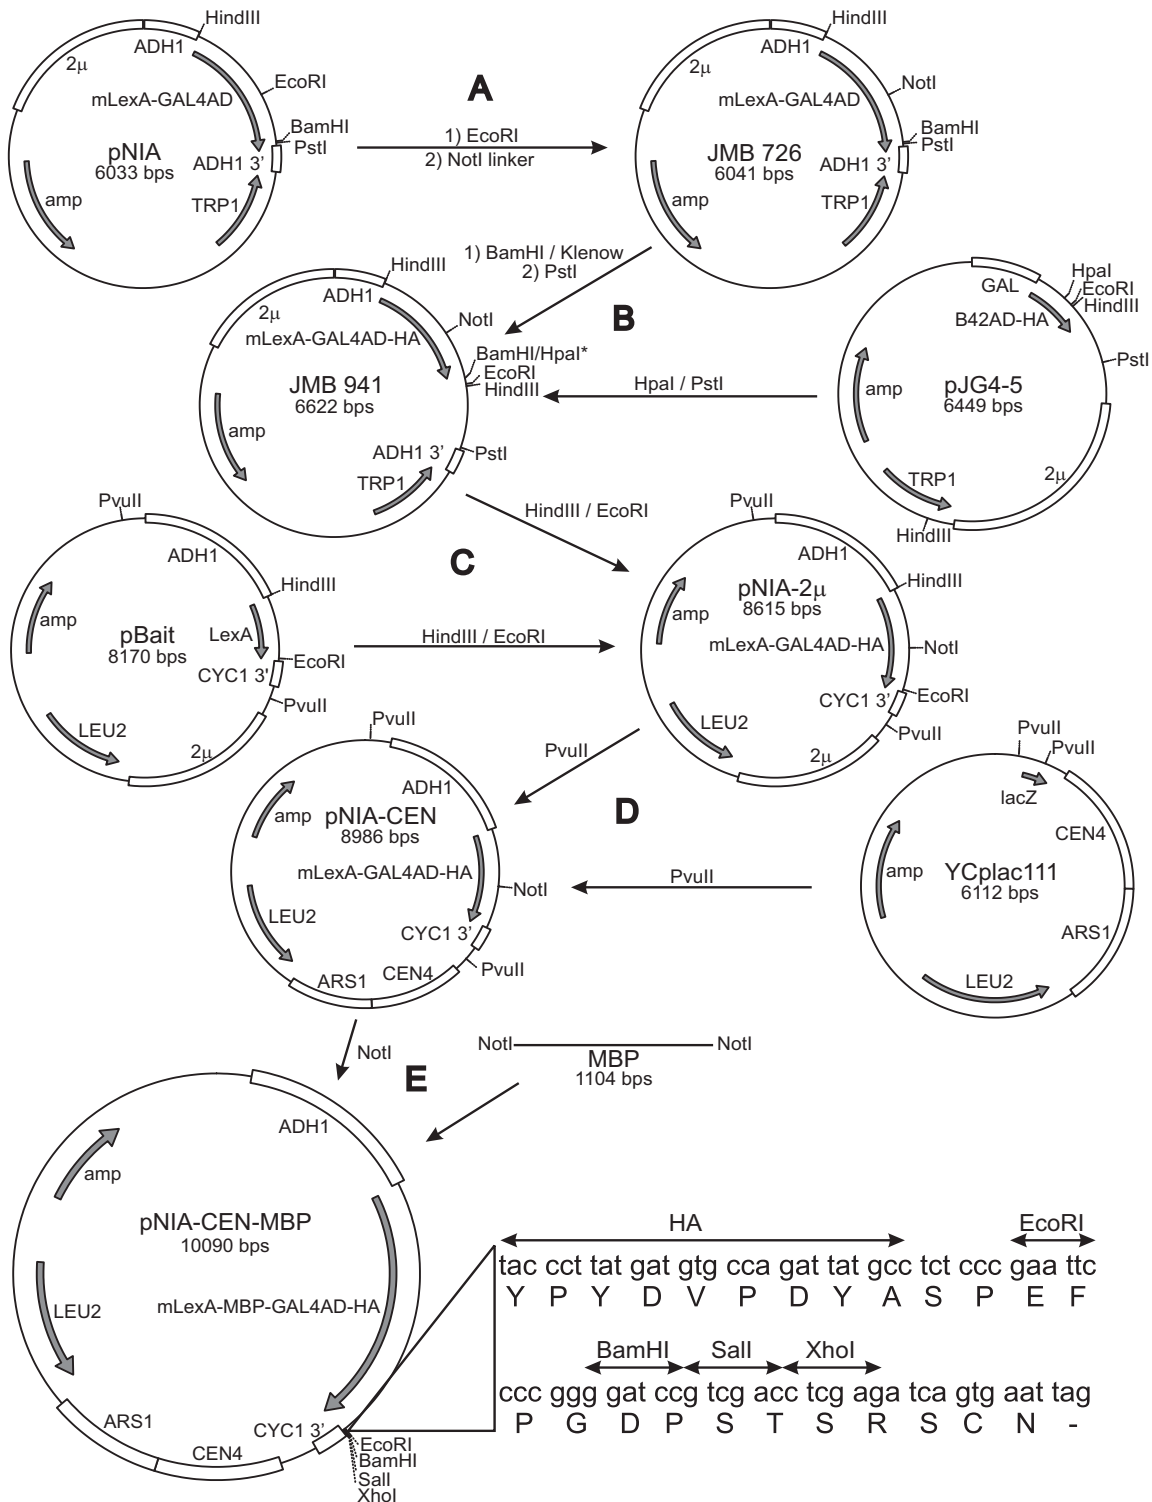 HindIII
ADH1
2μ
EcoRI
mLexA-GAL4AD
BamHI
PstI
pNIA
6033 bps
ADH1 3'
amp
TRP1
A
1) EcoRI
2) NotI linker
HindIII
ADH1
2μ
NotI
mLexA-GAL4AD
BamHI
PstI
JMB 726
6041 bps
ADH1 3'
amp
TRP1
1) BamHI / Klenow
2) PstI
B
HindIII
ADH1
2μ
NotI
mLexA-GAL4AD-HA
BamHI/HpaI*
EcoRI
HindIII
JMB 941
6622 bps
amp
ADH1 3'
PstI
TRP1
HpaI / PstI
GAL
HpaI
EcoRI
HindIII
B42AD-HA
PstI
amp
pJG4-5
6449 bps
TRP1
2μ
HindIII
HindIII / EcoRI
C
PvuII
ADH1
HindIII
amp
LexA
pBait
8170 bps
EcoRI
CYC1 3'
PvuII
LEU2
2μ
HindIII / EcoRI
PvuII
ADH1
HindIII
pNIA-2μ
8615 bps
amp
mLexA-GAL4AD-HA
NotI
CYC1 3'
EcoRI
PvuII
LEU2
2μ
PvuII
D
PvuII
ADH1
amp
pNIA-CEN
8986 bps
mLexA-GAL4AD-HA
NotI
LEU2
CYC1 3'
PvuII
ARS1
CEN4
PvuII
PvuII
PvuII
lacZ
CEN4
amp
YCplac111
6112 bps
ARS1
LEU2
NotI
E
NotI
NotI
MBP
1104 bps
ADH1
amp
pNIA-CEN-MBP
10090 bps
LEU2
mLexA-MBP-GAL4AD-HA
ARS1
CEN4
CYC1 3'
EcoRI
BamHI
SalI
XhoI
HA
EcoRI
tac cct tat gat gtg cca gat tat gcc tct ccc gaa ttc
Y P Y D V P D Y A S P E F
BamHI
SalI
XhoI
ccc ggg gat ccg tcg acc tcg aga tca gtg aat tag
P G D P S T S R S C N -